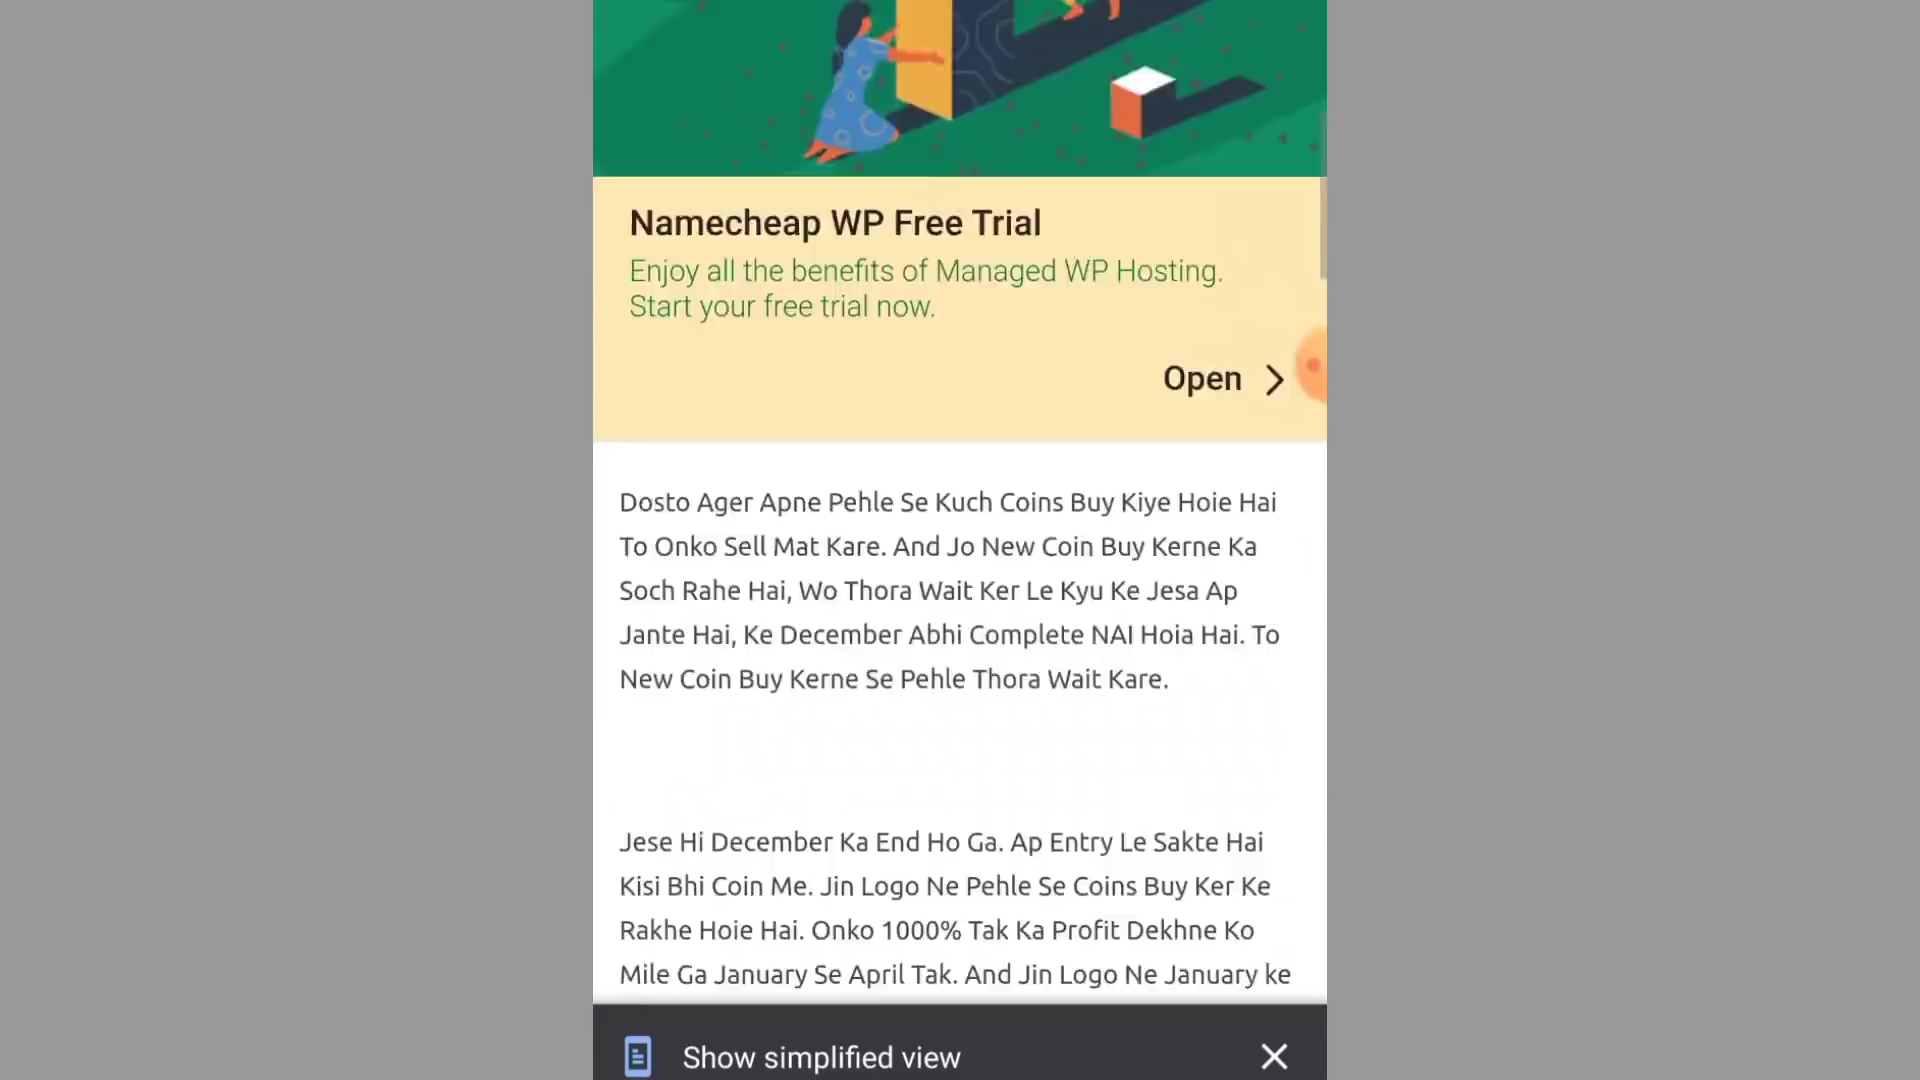 Namecheap WP Free Trial
Enjoy all the benefits of Managed WP Hosting.
Start your free trial now.
Open
Dosto Ager Apne Pehle Se Kuch Coins Buy Kiye Hoie Hai
To Onko Sell Mat Kare. And Jo New Coin Buy Kerne Ka
Soch Rahe Hai, Wo Thora Wait Ker Le Kyu Ke Jesa Ap
Jante Hai, Ke December Abhi Complete NAI Hoia Hai. To
New Coin Buy Kerne Se Pehle Thora Wait Kare.
Jese Hi December Ka End Ho Ga. Ap Entry Le Sakte Hai
Kisi Bhi Coin Me. Jin Logo Ne Pehle Se Coins Buy Ker Ke
Rakhe Hoie Hai. Onko 1000% Tak Ka Profit Dekhne Ko
Mile Ga January Se April Tak. And Jin Logo Ne January ke
Show simplified view